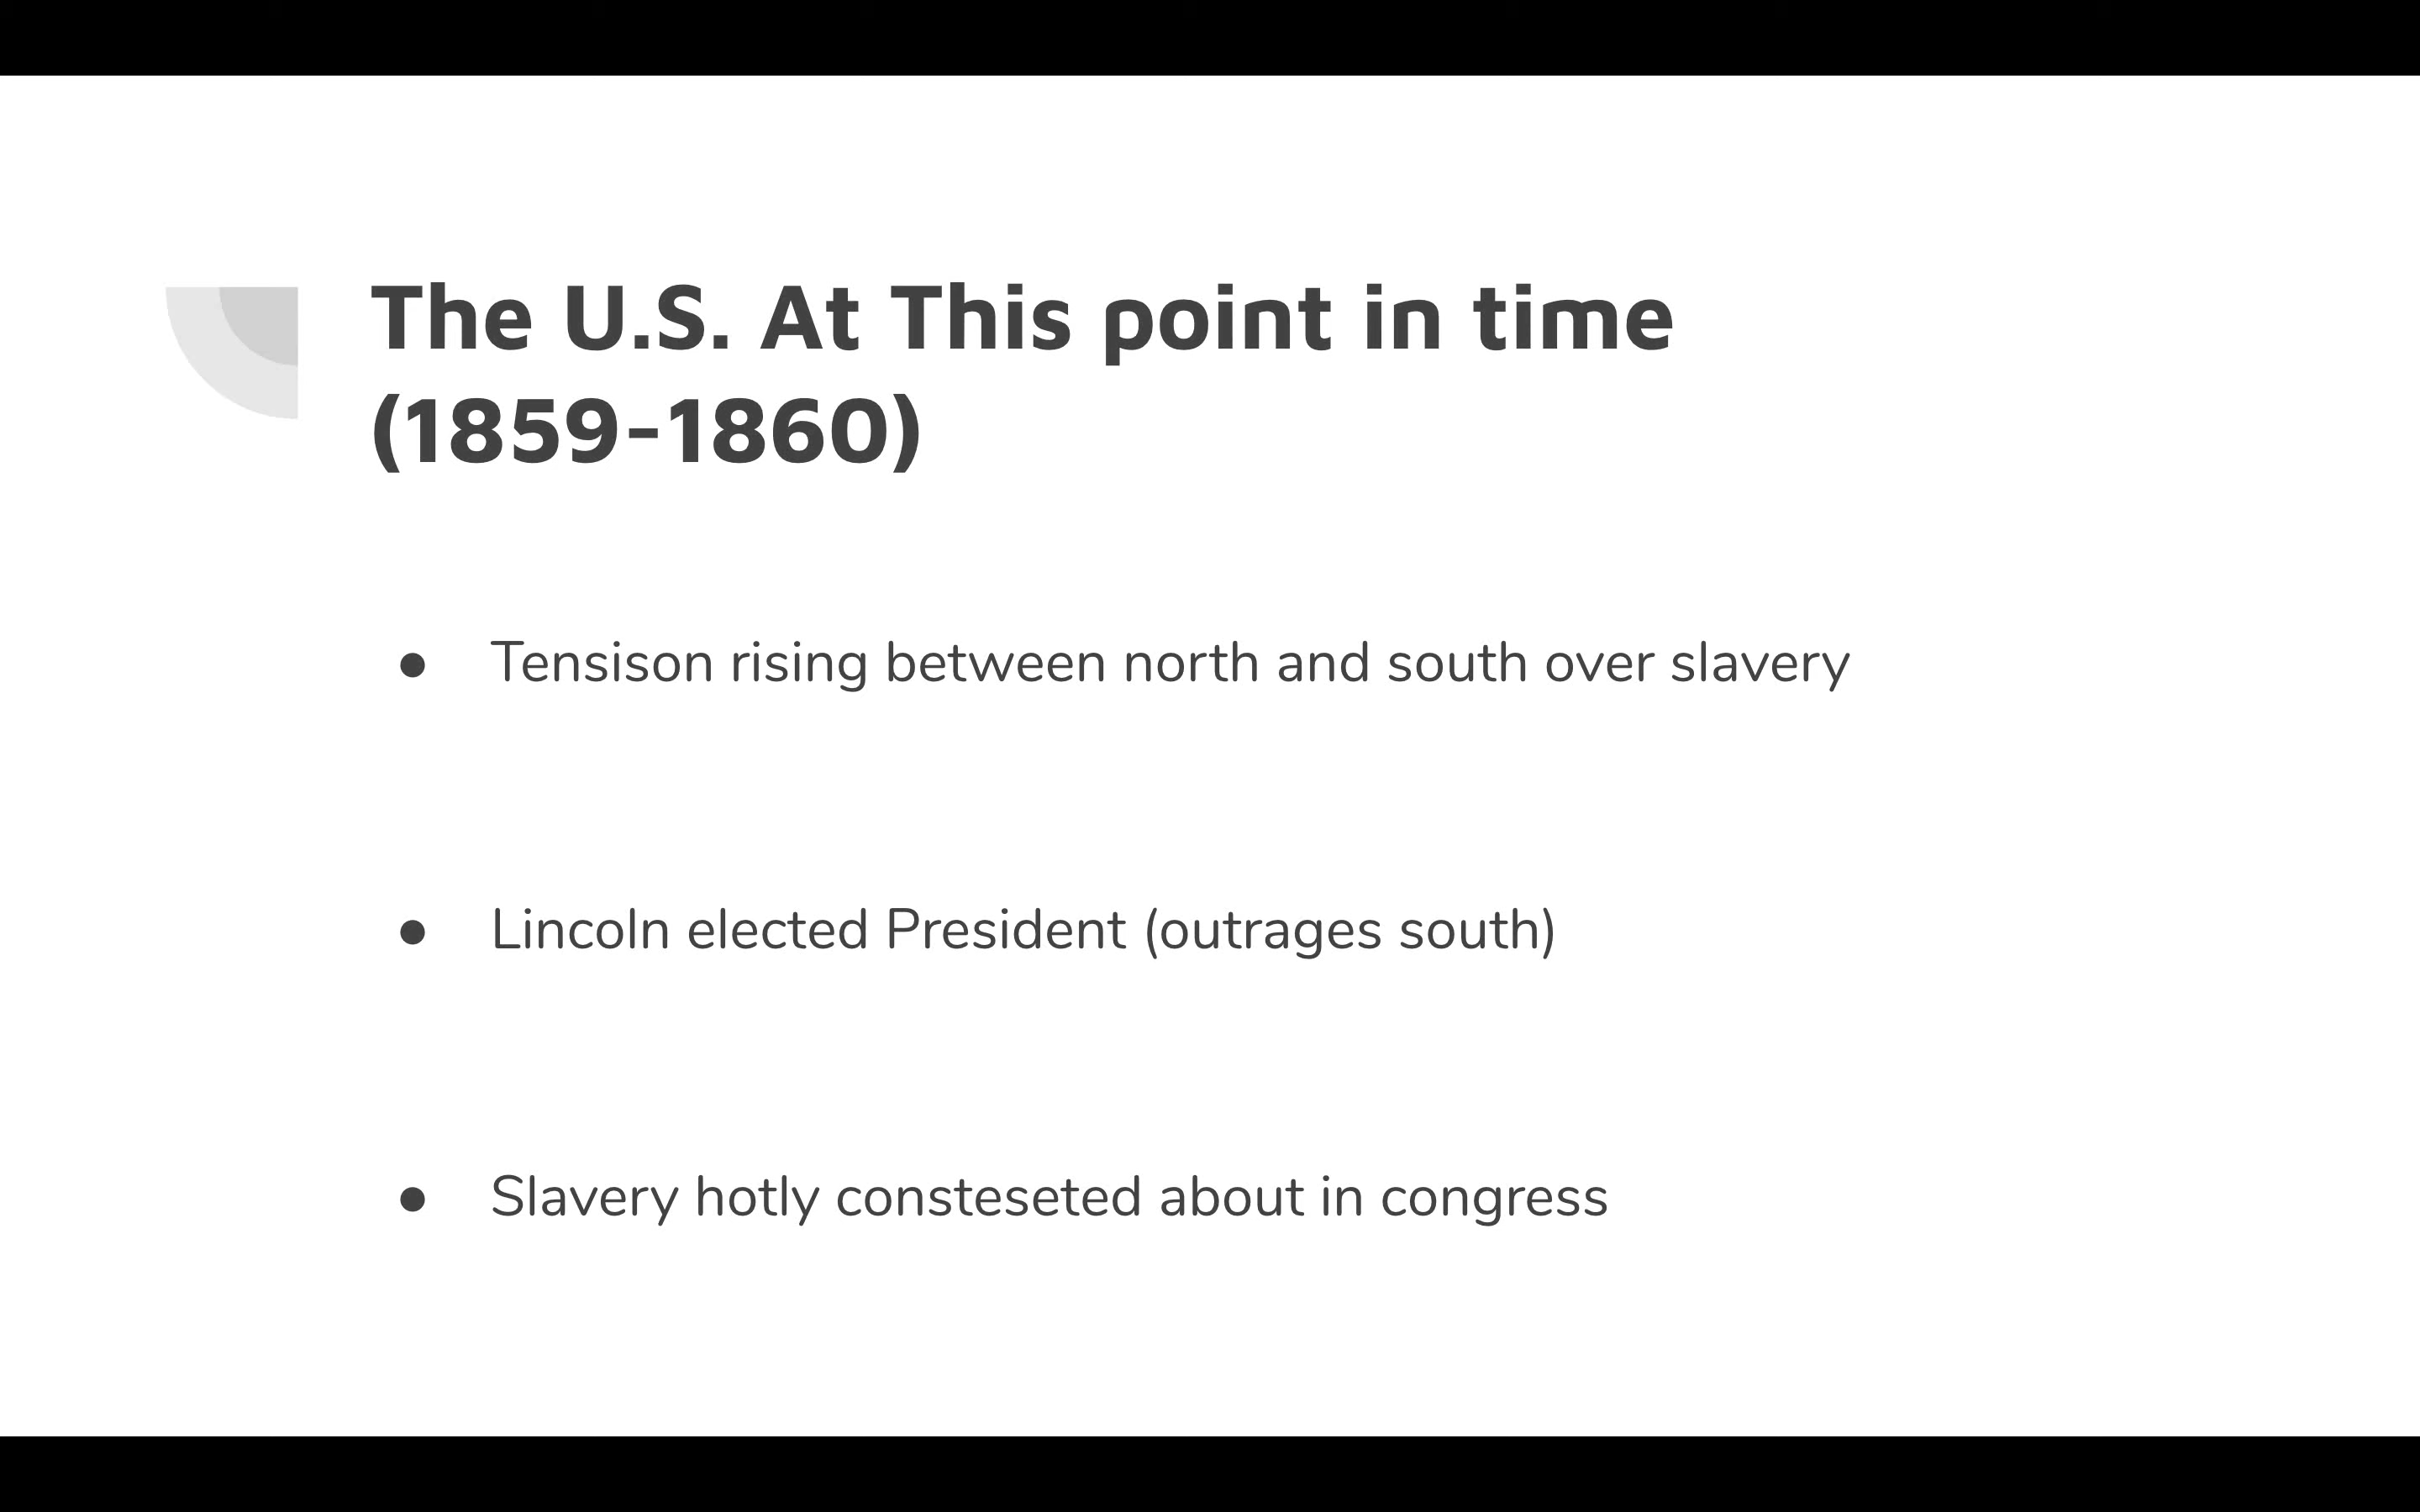 The U.S. At This point in time
(1859-1860)
● Tensison rising between north and south over slavery
● Lincoln elected President (outrages south)
● Slavery hotly consteseted about in congress